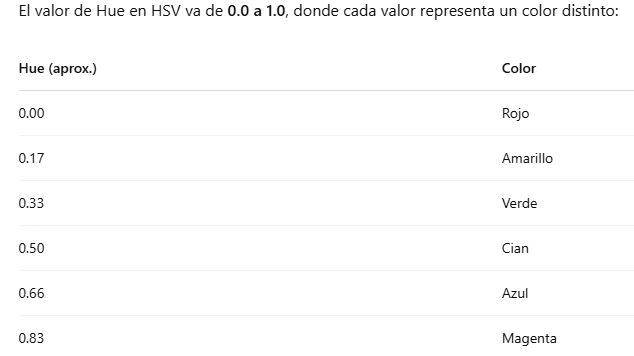 El valor de Hue en HSV va de 0.0 a 1.0, donde cada valor representa un color distinto:
Hue (aprox.) Color
0.00 Rojo
0.17 Amarillo
0.33 Verde
0.50 Cian
0.66 Azul
0.83 Magenta